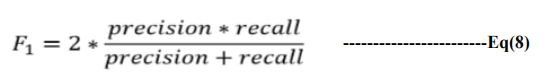 F₁ = 2 * precision * recall / precision + recall ------------------------Eq(8)